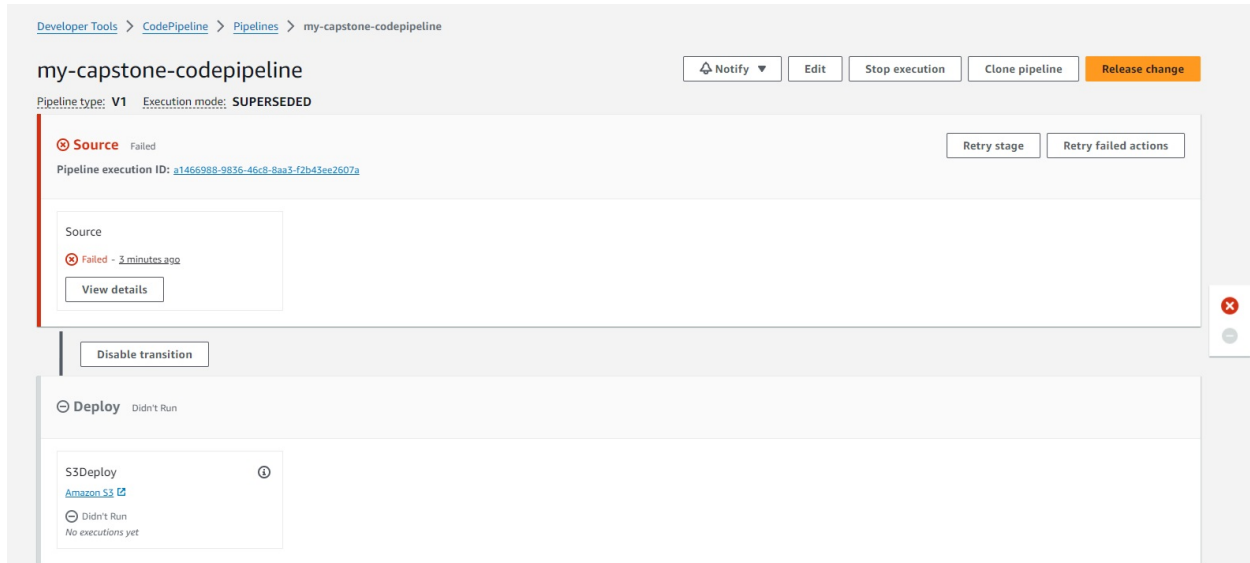 Developer Tools > CodePipeline > Pipelines > my-capstone-codepipeline
my-capstone-codepipeline
Notify ▼ Edit Stop execution Clone pipeline Release change
Pipeline type: V1 Execution mode: SUPERSEDED
Source Failed
Retry stage Retry failed actions
Pipeline execution ID: a1466988-9836-46c8-8aa3-f2b43ee2607a
Source
Failed - 3 minutes ago
View details
Disable transition
Deploy Didn't Run
S3Deploy
Amazon S3
Didn't Run
No executions yet